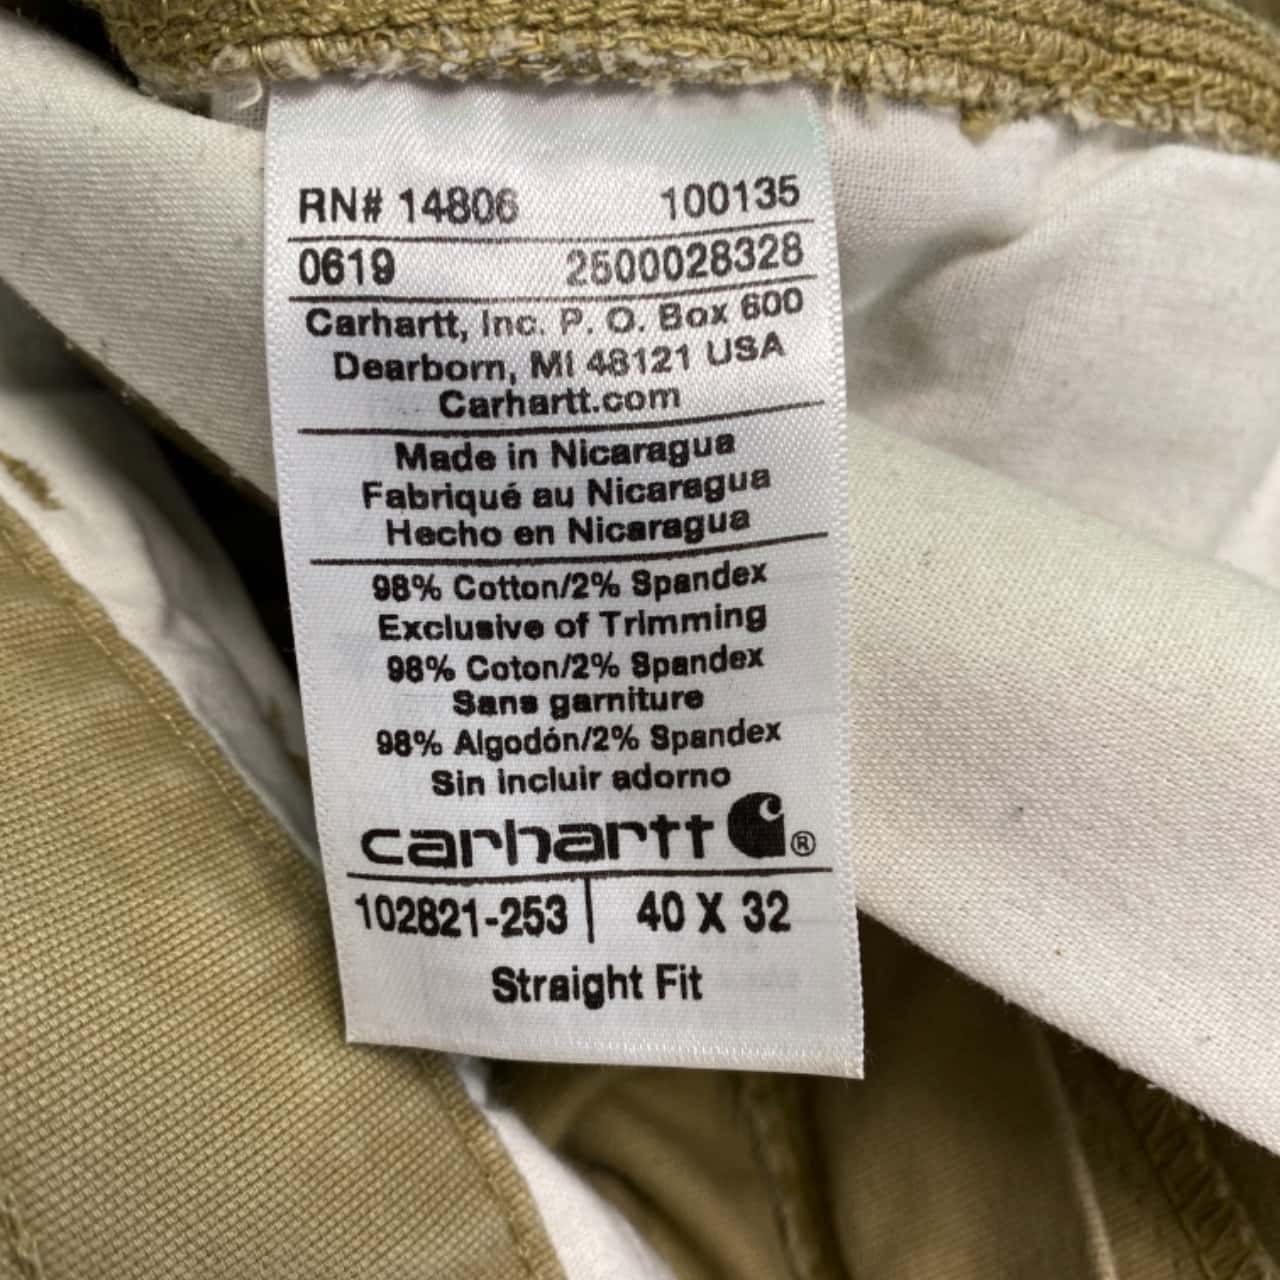 RN# 14806 100135
0619 2500028328
Carhartt, Inc. P. O. Box 600
Dearborn, MI 48121 USA
Carhartt.com
Made in Nicaragua
Fabriqué au Nicaragua
Hecho en Nicaragua
98% Cotton/2% Spandex
Exclusive of Trimming
98% Coton/2% Spandex
Sans garniture
98% Algodón/2% Spandex
Sin incluir adorno
carhartt ®
102821-253 | 40 X 32
Straight Fit